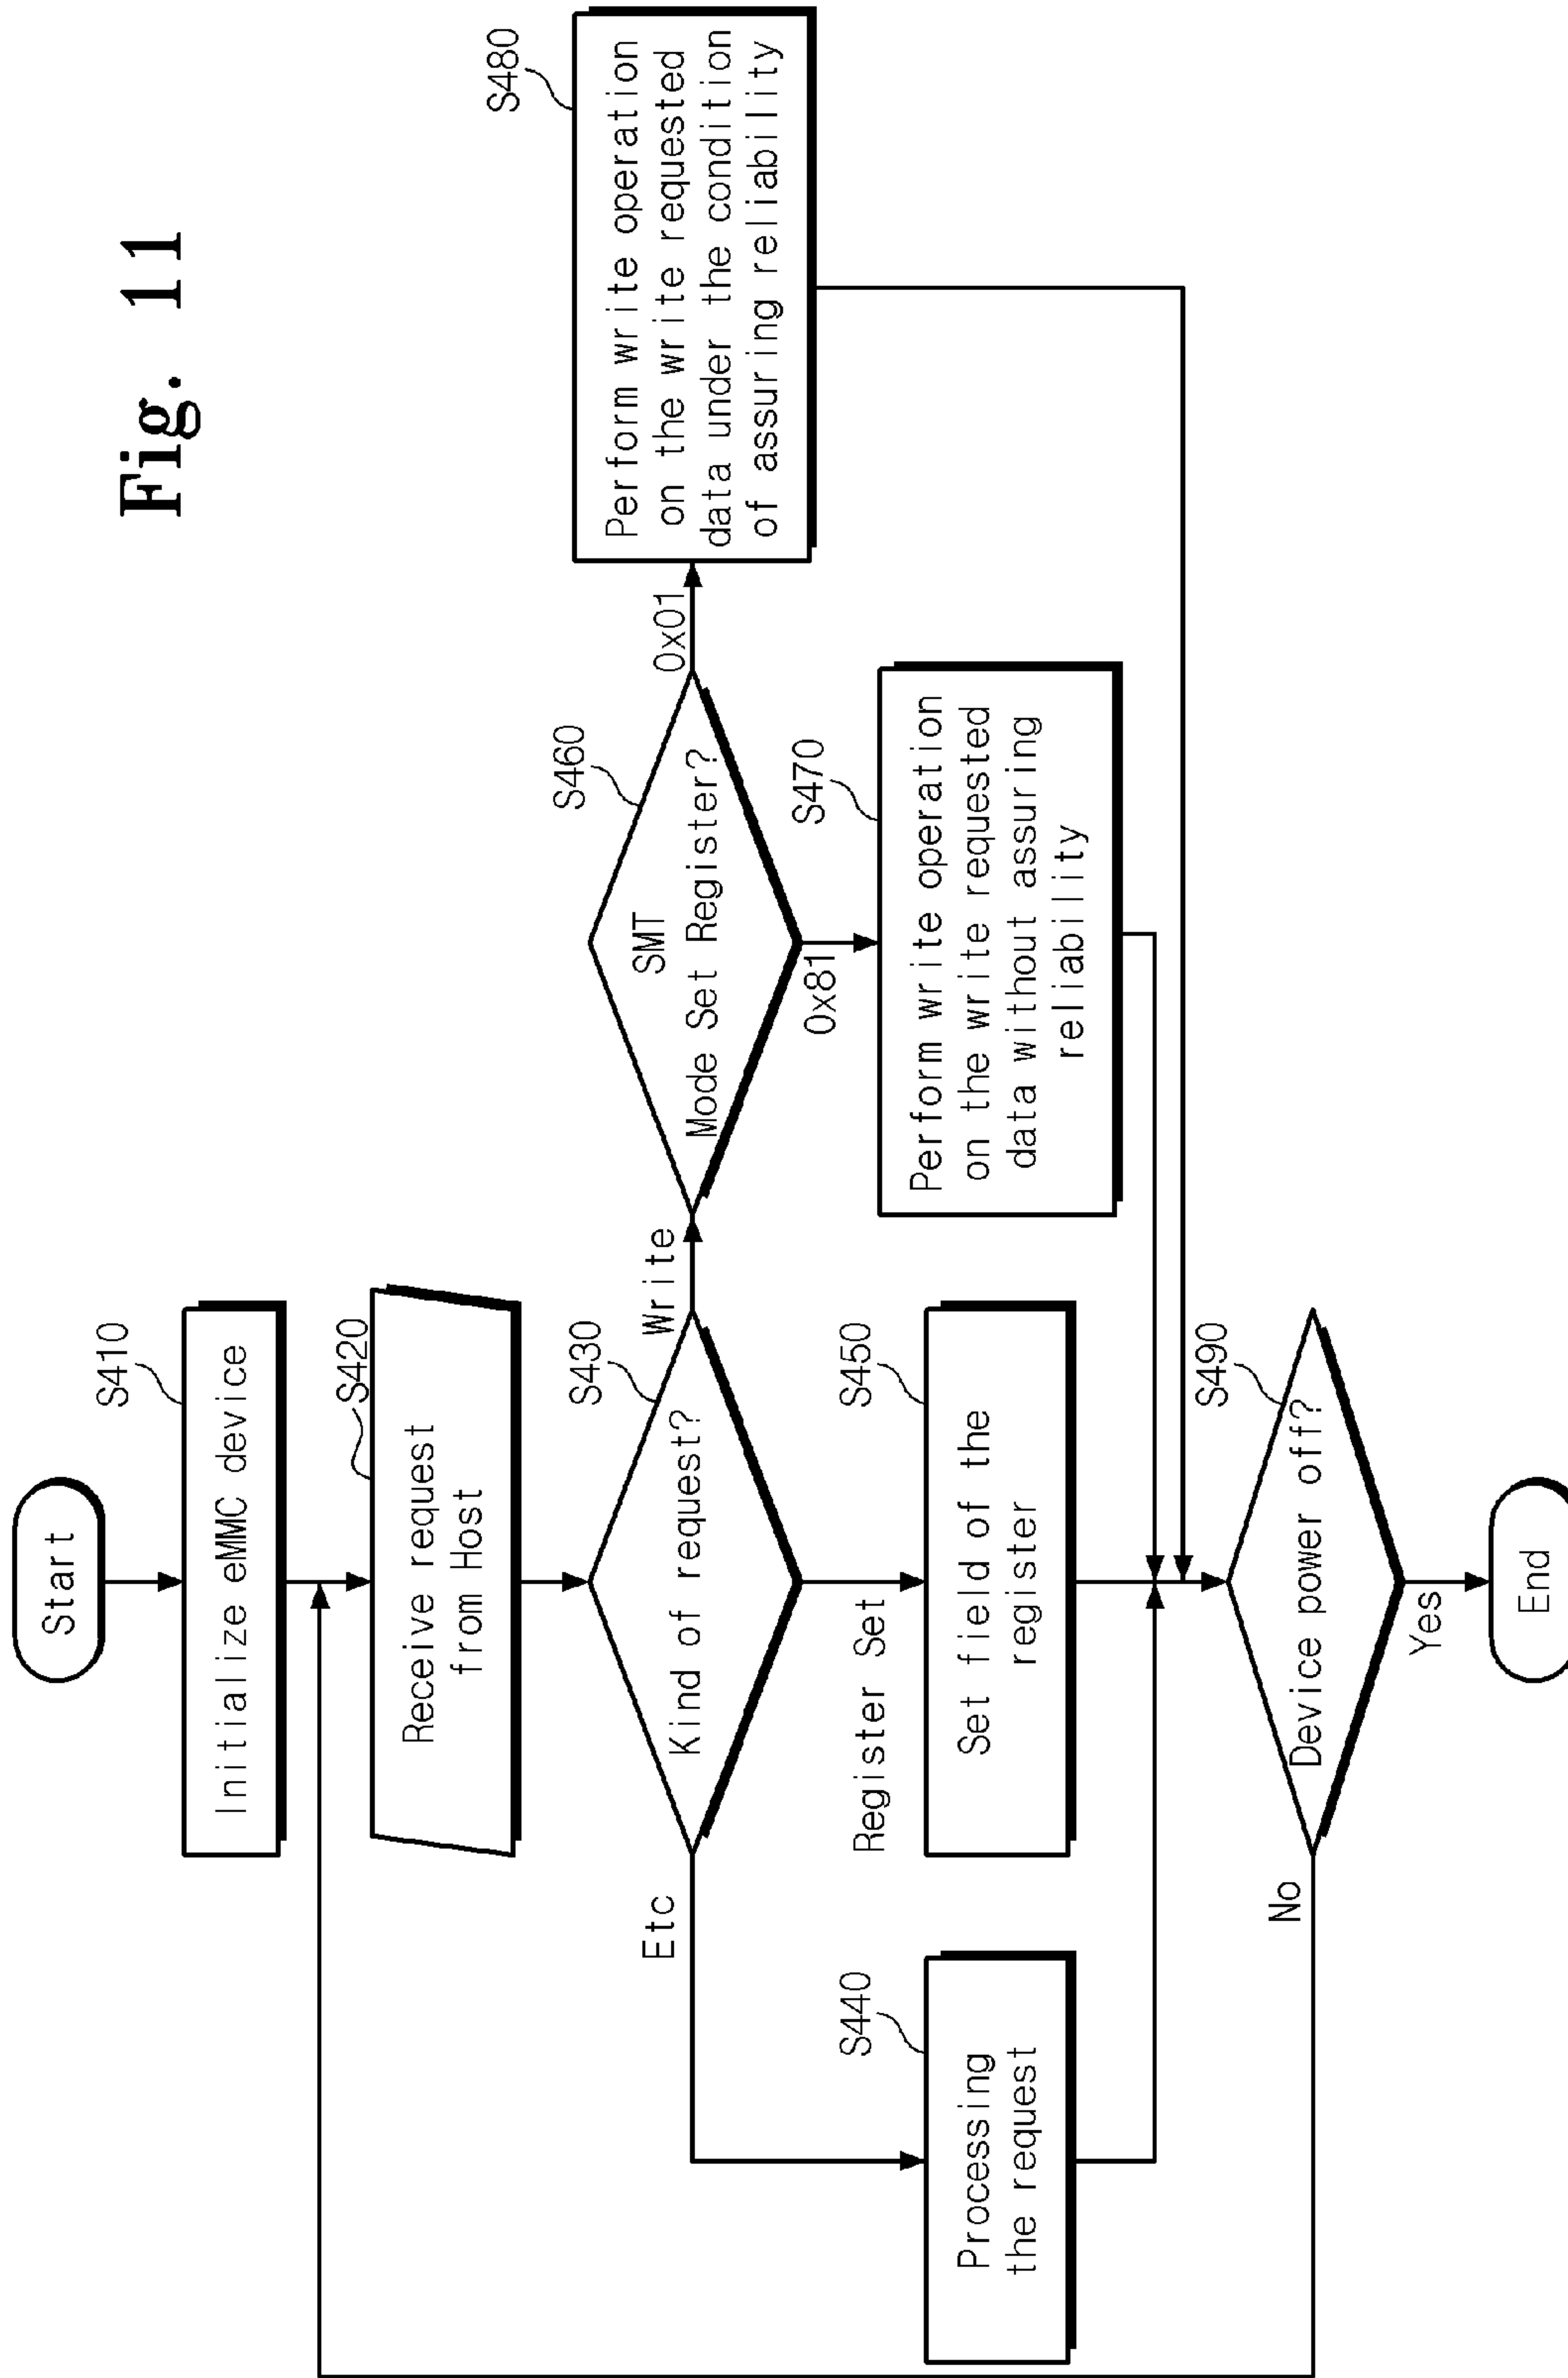 Fig. 11
Start
S410
Initialize eMMC device
S420
Receive request
from Host
S430
Kind of request?
Etc
Register Set
Write
S440
Processing
the request
S450
Set field of the
register
S460
SMT
Mode Set Register?
0x81
0x01
S470
Perform write operation
on the write requested
data without assuring
reliability
S480
Perform write operation
on the write requested
data under the condition
of assuring reliability
S490
Device power off?
No
Yes
End